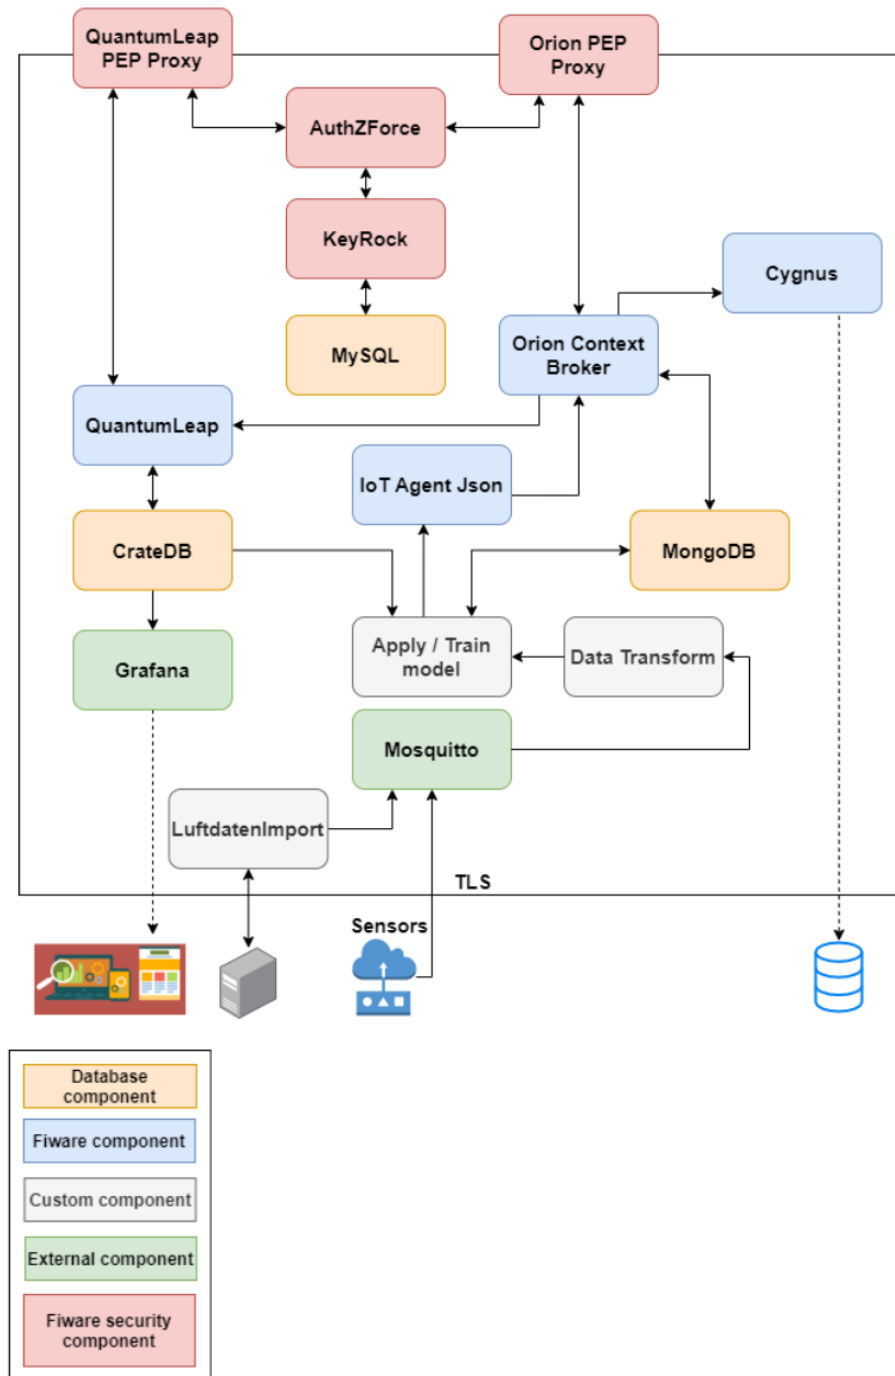 QuantumLeap
PEP Proxy
Orion PEP
Proxy
AuthZForce
KeyRock
Cygnus
MySQL
Orion Context
Broker
QuantumLeap
IoT Agent Json
CrateDB
MongoDB
Apply / Train
model
Data Transform
Grafana
Mosquitto
LuftdatenImport
TLS
Sensors
Database
component
Fiware component
Custom component
External component
Fiware security
component